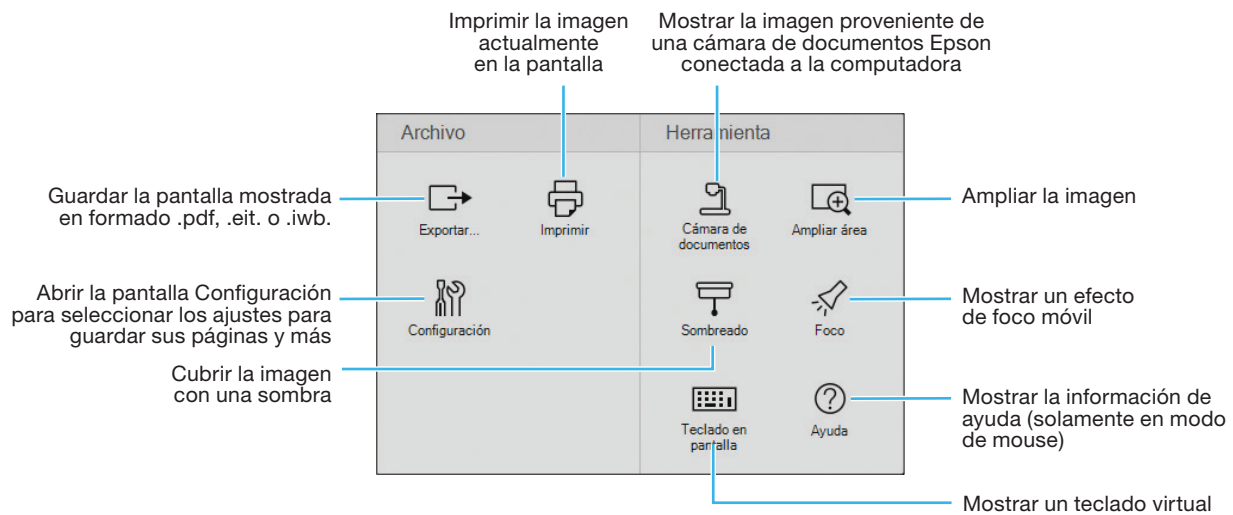 Imprimir la imagen
actualmente
en la pantalla
Mostrar la imagen proveniente de
una cámara de documentos Epson
conectada a la computadora
Archivo
Herramienta
Guardar la pantalla mostrada
en formado .pdf, .eit. o .iwb.
Exportar...
Imprimir
Cámara de
documentos
Ampliar área
Ampliar la imagen
Abrir la pantalla Configuración
para seleccionar los ajustes para
guardar sus páginas y más
Configuración
Sombreado
Foco
Mostrar un efecto
de foco móvil
Cubrir la imagen
con una sombra
Teclado en
pantalla
Ayuda
Mostrar la información de
ayuda (solamente en modo
de mouse)
Mostrar un teclado virtual